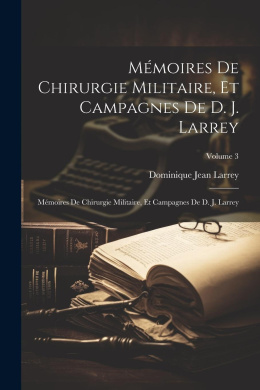 Mémoires De
Chirurgie Militaire, Et
Campagnes De D. J.
Larrey
Volume 3
Dominique Jean Larrey
Mémoires De Chirurgie Militaire, Et Campagnes De D. J. Larrey